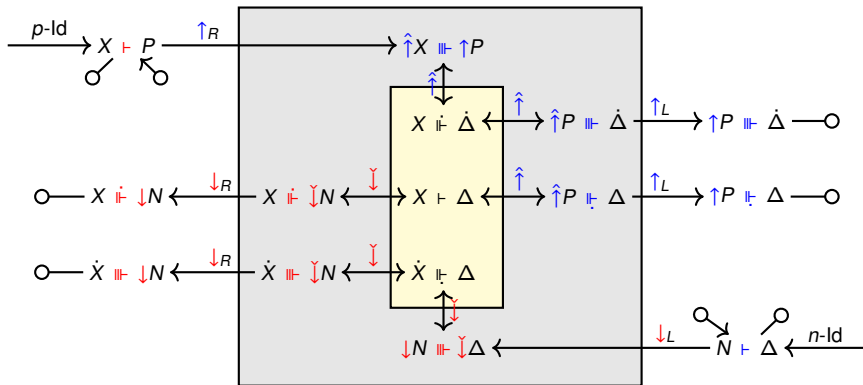 p-Id X ⊢ P ↑R ↑̂X ⊪ ↑P
↑̂
X ⊩̇ Δ̇ ↑̂ ↑̂P ⊪ Δ̇ ↑L ↑P ⊪ Δ̇
X ⊩̇ ↓N ↓R X ⊩̇ ↓̌N ↓̌ X ⊢ Δ ↑̂ ↑̂P ⊩̣ Δ ↑L ↑P ⊩̣ Δ
Ẋ ⊪ ↓N ↓R Ẋ ⊪ ↓̌N ↓̌ Ẋ ⊩̣ Δ
↓̌
↓N ⊪ ↓̌Δ ↓L N ⊢ Δ n-Id